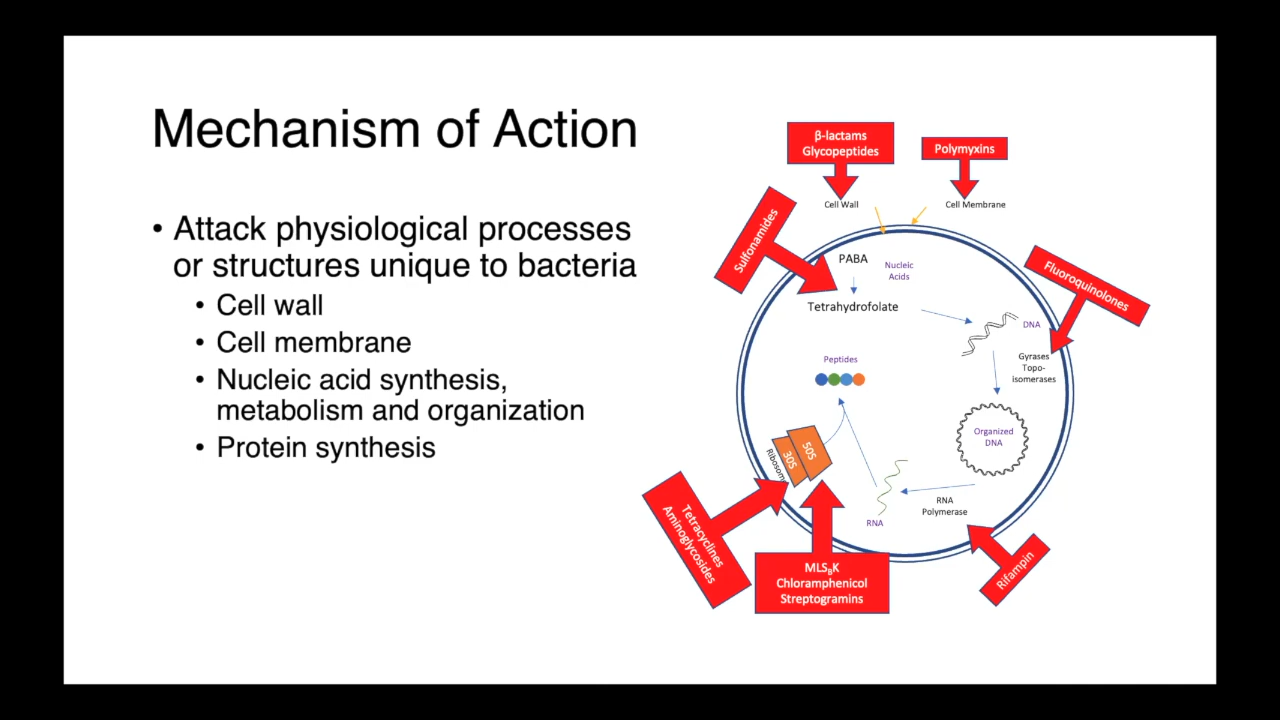 Mechanism of Action
• Attack physiological processes
or structures unique to bacteria
• Cell wall
• Cell membrane
• Nucleic acid synthesis,
metabolism and organization
• Protein synthesis
β-lactams
Glycopeptides
Polymyxins
Cell Wall
Cell Membrane
Sulfonamides
PABA
Nucleic
Acids
Tetrahydrofolate
Fluoroquinolones
DNA
Gyrases
Topo-
isomerases
Peptides
Organized
DNA
50S
30S
Ribosom
RNA
Polymerase
RNA
Tetracyclines
Aminoglycosides
MLSBK
Chloramphenicol
Streptogramins
Rifampin